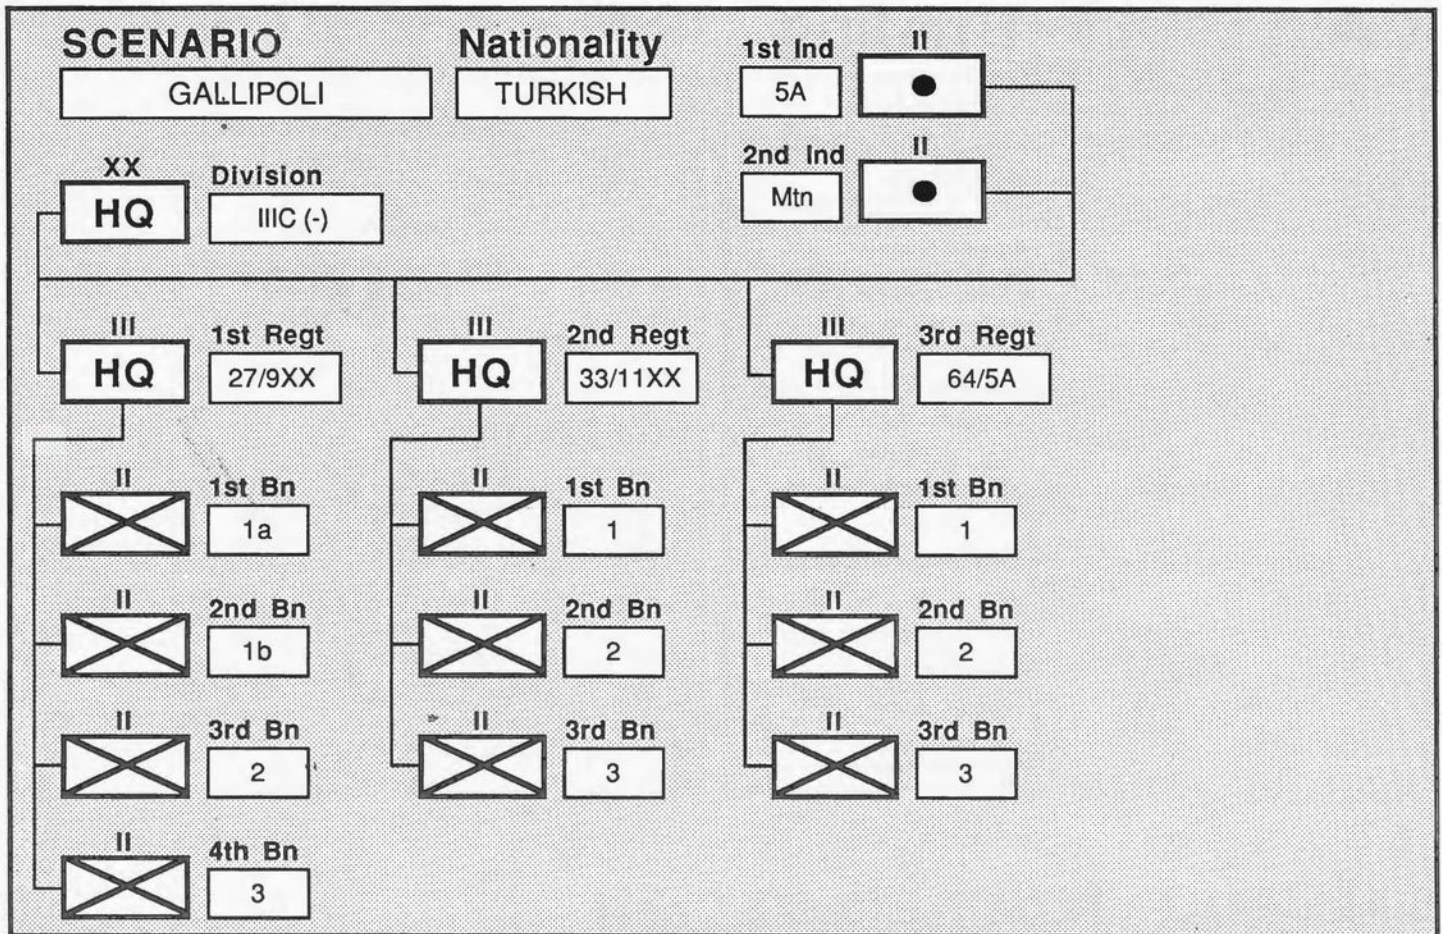 SCENARIO
GALLIPOLI
Nationality
TURKISH
1st Ind
5A
II
2nd Ind
Mtn
II
XX
HQ
Division
IIIC (-)
III
HQ
1st Regt
27/9XX
III
HQ
2nd Regt
33/11XX
III
HQ
3rd Regt
64/5A
II
1st Bn
1a
II
1st Bn
1
II
1st Bn
1
II
2nd Bn
1b
II
2nd Bn
2
II
2nd Bn
2
II
3rd Bn
2
II
3rd Bn
3
II
3rd Bn
3
II
4th Bn
3